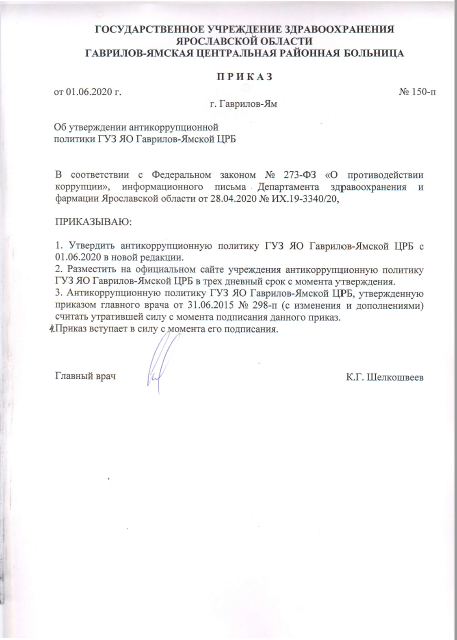 ГОСУДАРСТВЕННОЕ УЧРЕЖДЕНИЕ ЗДРАВООХРАНЕНИЯ
ЯРОСЛАВСКОЙ ОБЛАСТИ
ГАВРИЛОВ-ЯМСКАЯ ЦЕНТРАЛЬНАЯ РАЙОННАЯ БОЛЬНИЦА
П Р И К А З
от 01.06.2020 г. № 150-п
г. Гаврилов-Ям
Об утверждении антикоррупционной
политики ГУЗ ЯО Гаврилов-Ямской ЦРБ
В соответствии с Федеральном законом № 273-ФЗ «О противодействии
коррупции», информационного письма Департамента здравоохранения и
фармации Ярославской области от 28.04.2020 № ИХ.19-3340/20,
ПРИКАЗЫВАЮ:
1. Утвердить антикоррупционную политику ГУЗ ЯО Гаврилов-Ямской ЦРБ с
01.06.2020 в новой редакции.
2. Разместить на официальном сайте учреждения антикоррупционную политику
ГУЗ ЯО Гаврилов-Ямской ЦРБ в трех дневный срок с момента утверждения.
3. Антикоррупционную политику ГУЗ ЯО Гаврилов-Ямской ЦРБ, утвержденную
приказом главного врача от 31.06.2015 № 298-п (с изменения и дополнениями)
считать утратившей силу с момента подписания данного приказ.
4.Приказ вступает в силу с момента его подписания.
Главный врач К.Г. Шелкошвеев